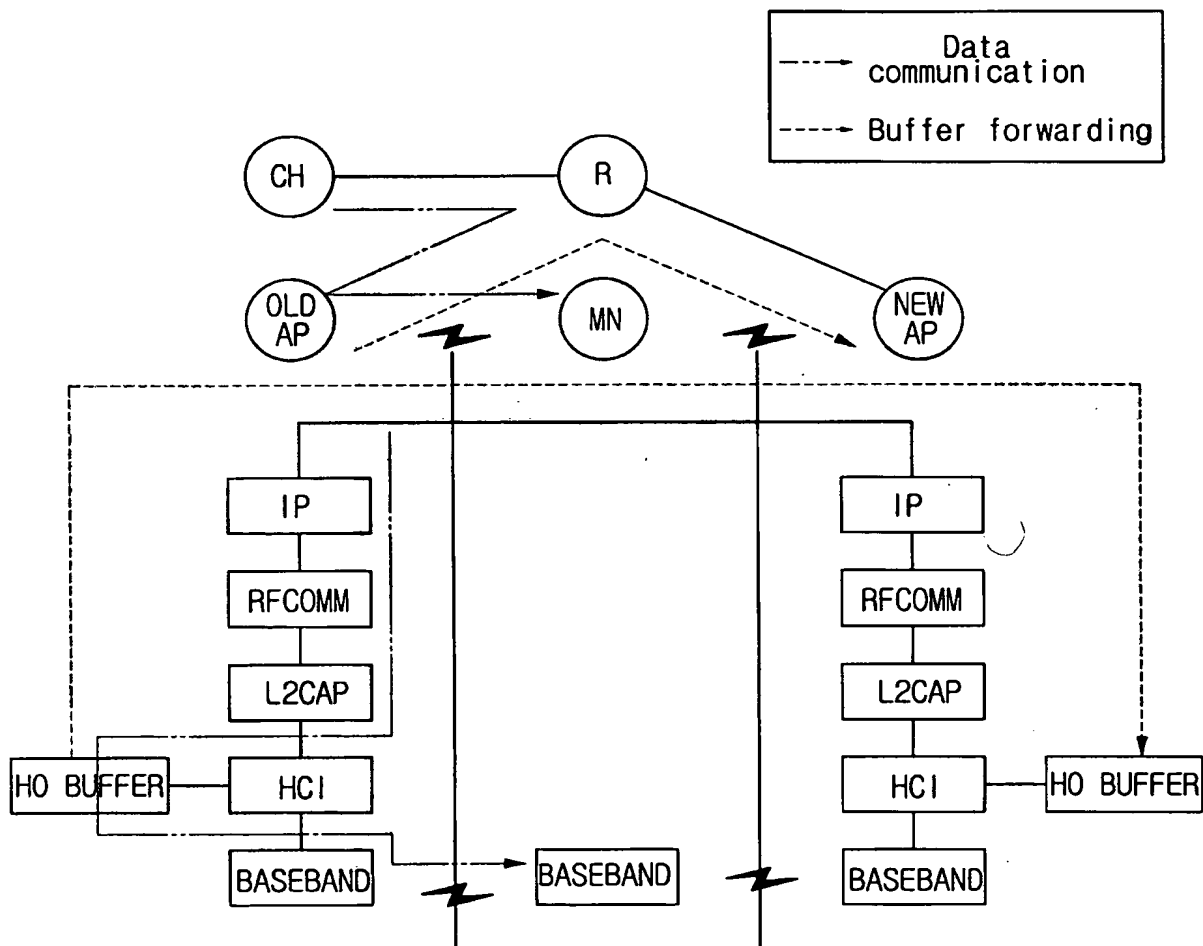 Data
communication
Buffer forwarding
CH
R
OLD
AP
MN
NEW
AP
IP
IP
RFCOMM
RFCOMM
L2CAP
L2CAP
HO BUFFER
HCI
HCI
HO BUFFER
BASEBAND
BASEBAND
BASEBAND